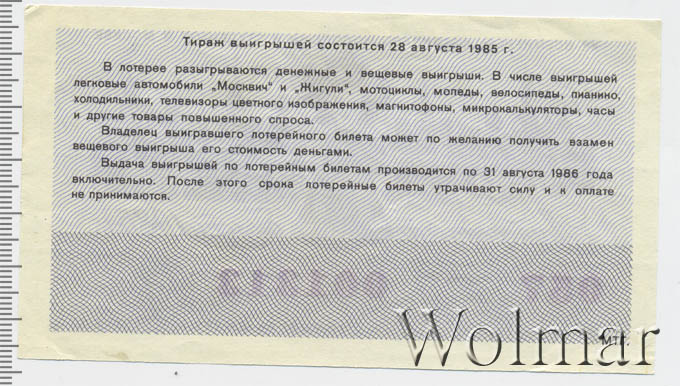 Тираж выигрышей состоится 28 августа 1985 г.
В лотерее разыгрываются денежные и вещевые выигрыши. В числе выигрышей
легковые автомобили „Москвич“ и „Жигули“, мотоциклы, мопеды, велосипеды, пианино,
холодильники, телевизоры цветного изображения, магнитофоны, микрокалькуляторы, часы
и другие товары повышенного спроса.
Владелец выигравшего лотерейного билета может по желанию получить взамен
вещевого выигрыша его стоимость деньгами.
Выдача выигрышей по лотерейным билетам производится по 31 августа 1986 года
включительно. После этого срока лотерейные билеты утрачивают силу и к оплате
не принимаются.
Wolmar